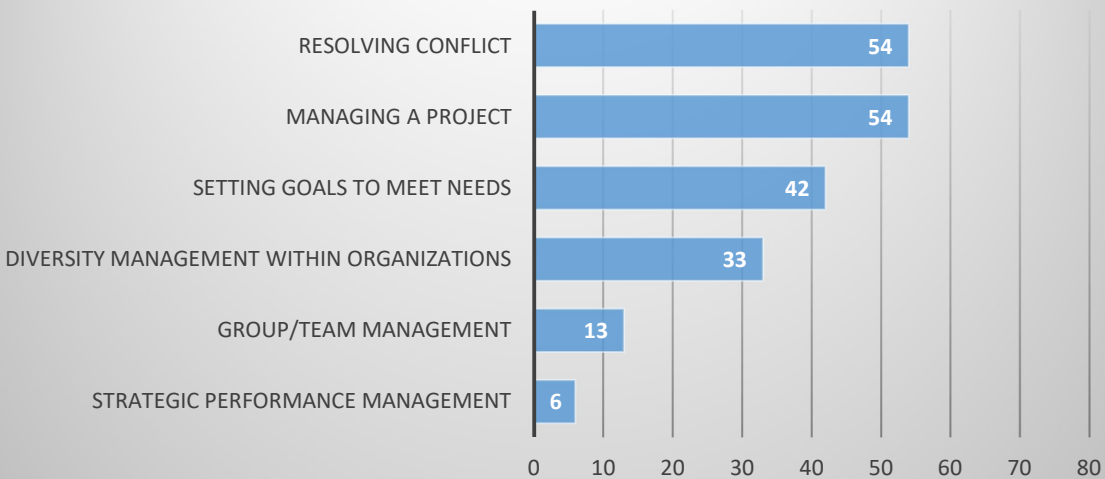 RESOLVING CONFLICT 54
MANAGING A PROJECT 54
SETTING GOALS TO MEET NEEDS 42
DIVERSITY MANAGEMENT WITHIN ORGANIZATIONS 33
GROUP/TEAM MANAGEMENT 13
STRATEGIC PERFORMANCE MANAGEMENT 6
0 10 20 30 40 50 60 70 80